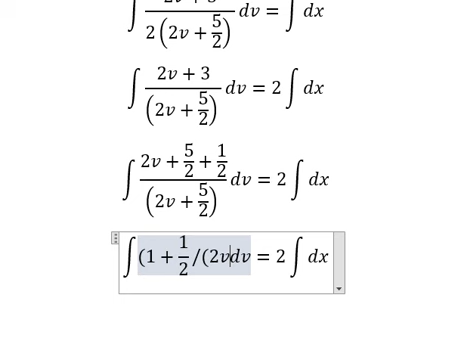 ∫ (2v + 3)/(2(2v + 5/2)) dv = ∫ dx
∫ (2v + 3)/((2v + 5/2)) dv = 2 ∫ dx
∫ (2v + 5/2 + 1/2)/((2v + 5/2)) dv = 2 ∫ dx
∫ (1 + 1/2/(2vdv = 2 ∫ dx